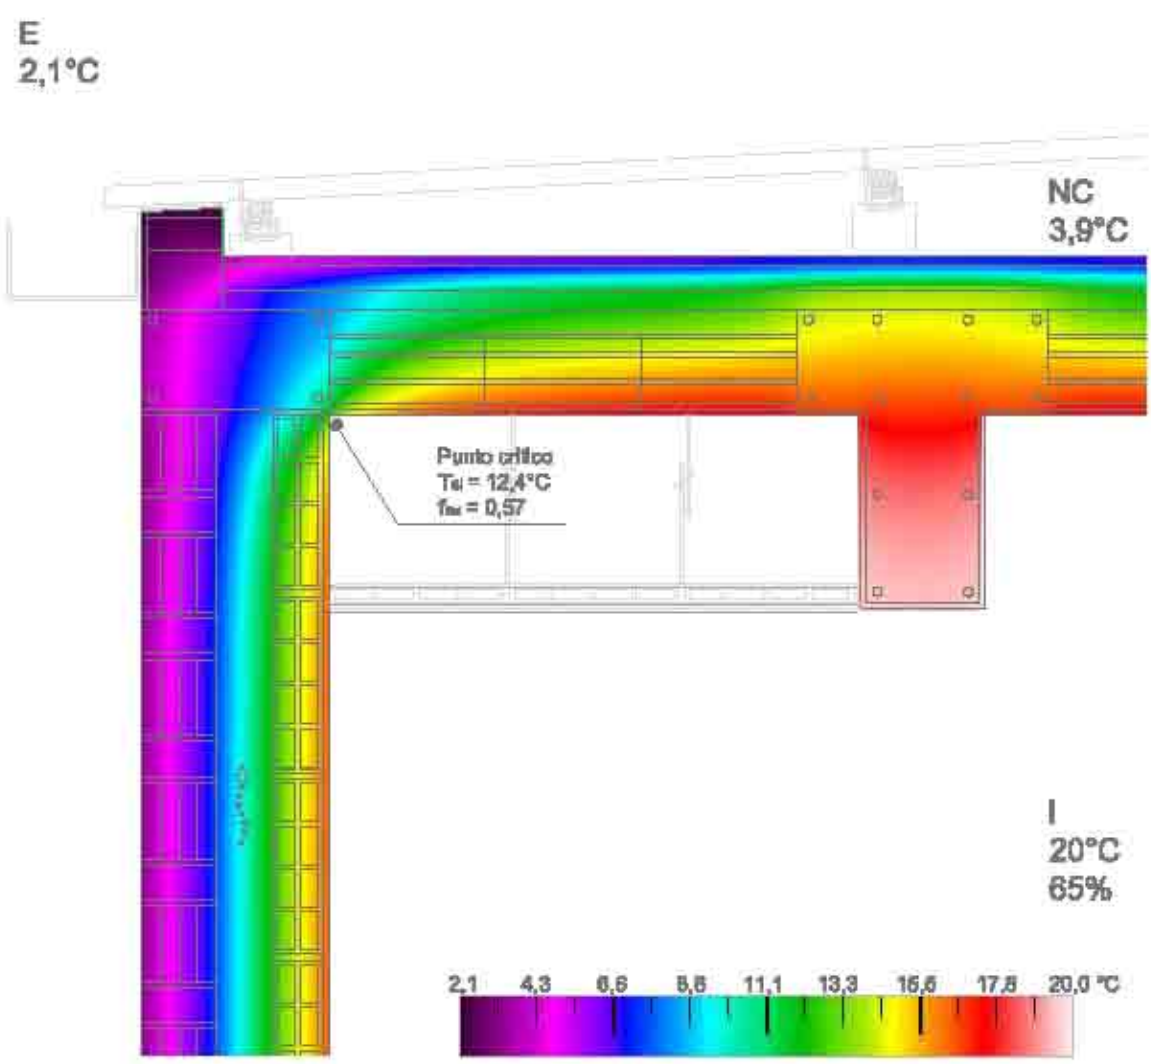 E
2,1°C
NC
3,9°C
Punto critico
Tsi = 12,4°C
fRsi = 0,57
I
20°C
65%
2,1 4,3 6,6 8,8 11,1 13,3 15,6 17,8 20,0 °C